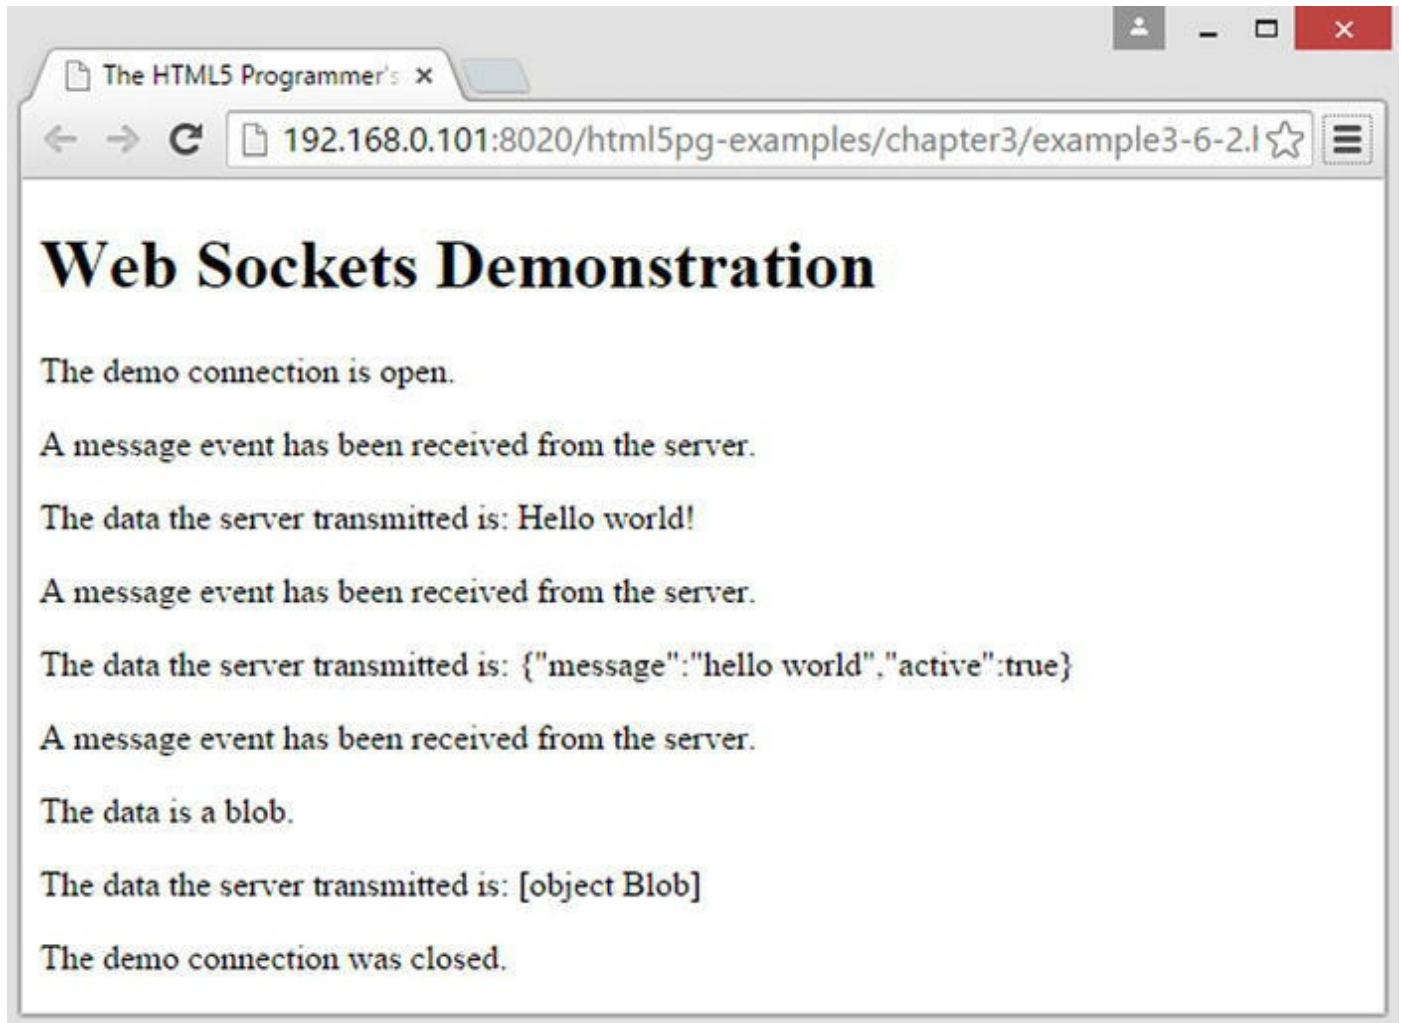 The HTML5 Programmer's
192.168.0.101:8020/html5pg-examples/chapter3/example3-6-2.
Web Sockets Demonstration
The demo connection is open.
A message event has been received from the server.
The data the server transmitted is: Hello world!
A message event has been received from the server.
The data the server transmitted is: {"message":"hello world","active":true}
A message event has been received from the server.
The data is a blob.
The data the server transmitted is: [object Blob]
The demo connection was closed.